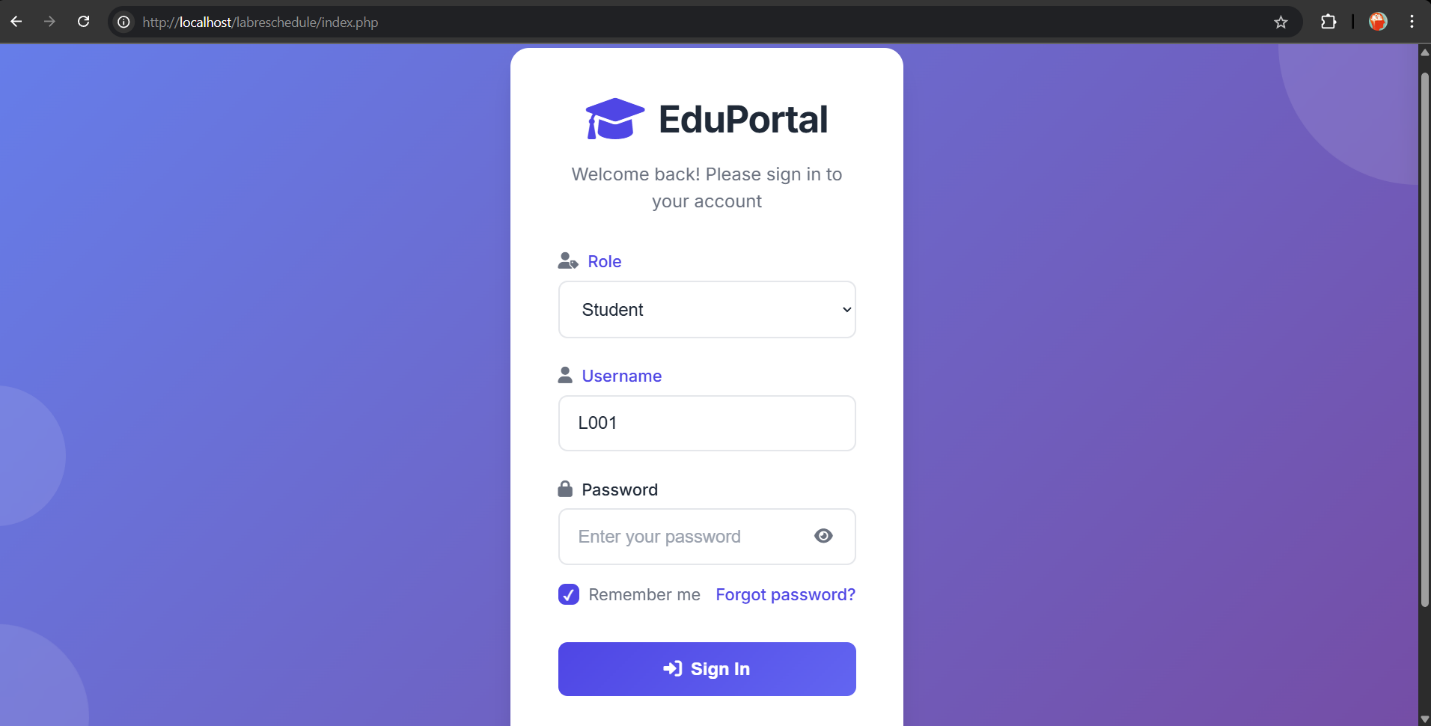 http://localhost/labreschedule/index.php
EduPortal
Welcome back! Please sign in to
your account
Role
Student
Username
L001
Password
Enter your password
Remember me Forgot password?
Sign In